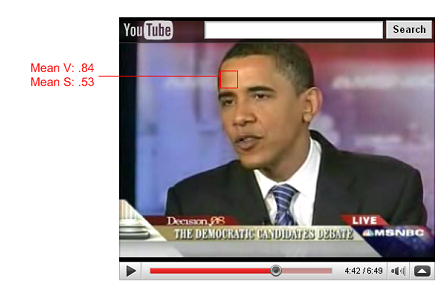 YouTube
Search
Mean V: .84
Mean S: .53
Decision 08
LIVE
THE DEMOCRATIC CANDIDATES DEBATE
MSNBC
4:42 / 6:49